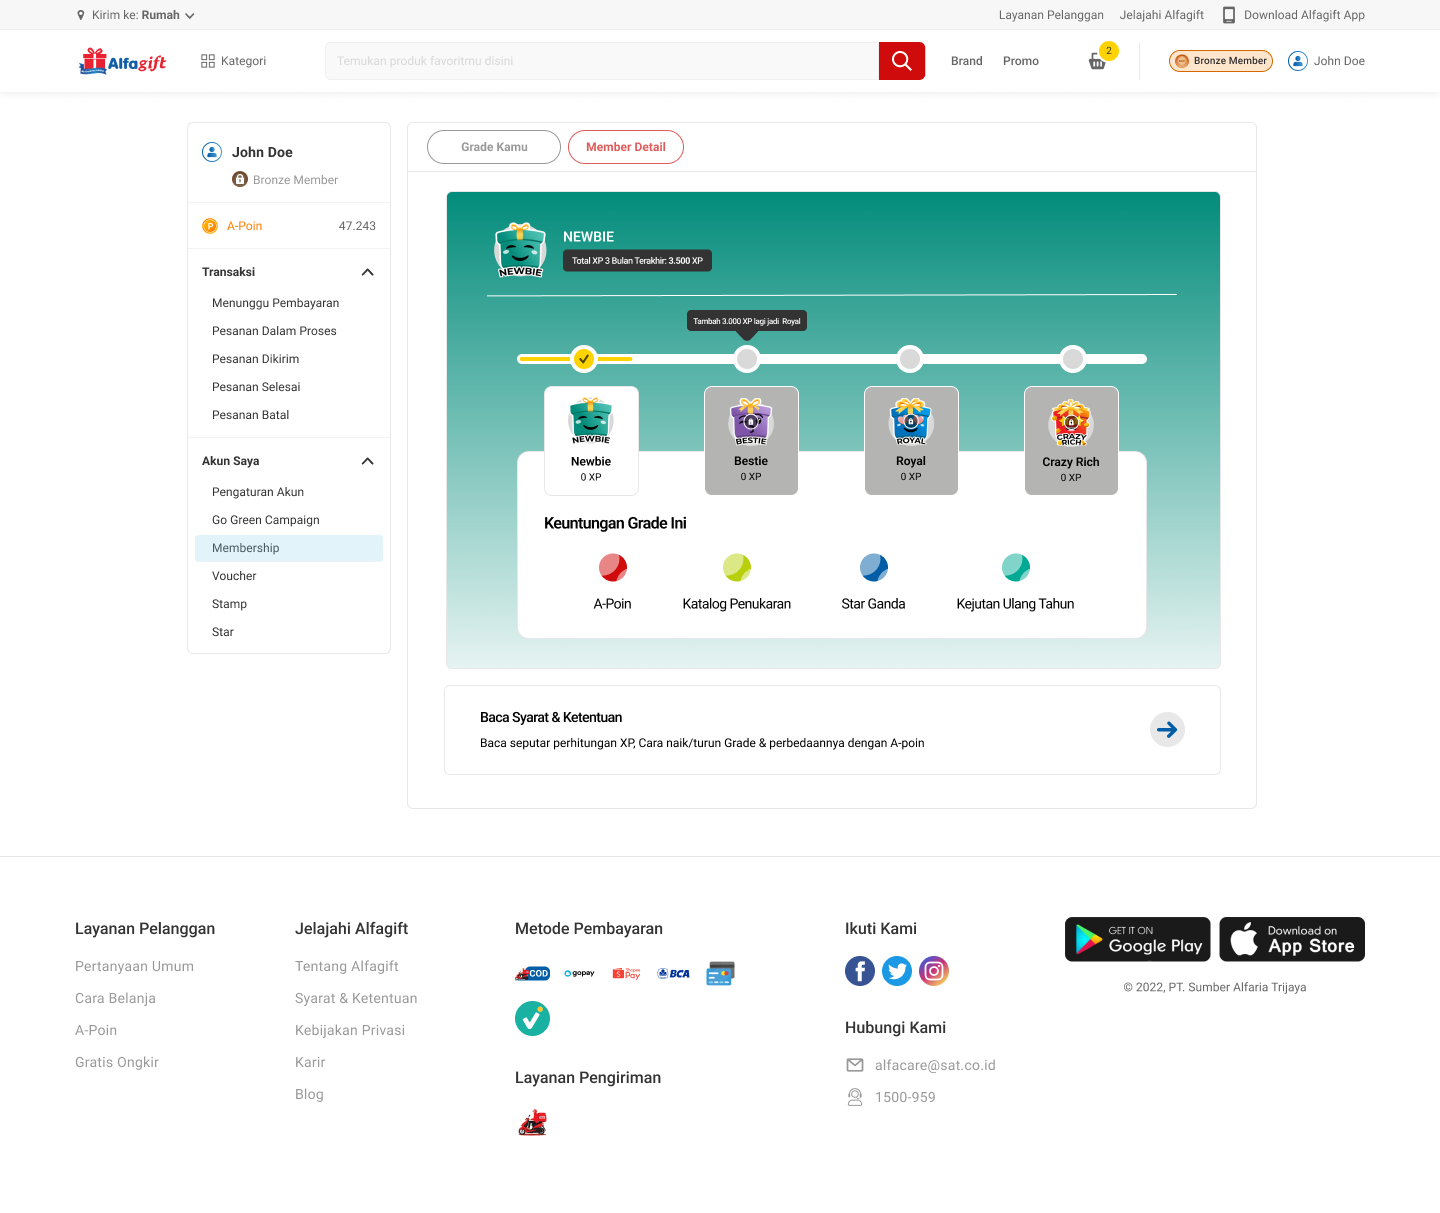 Kirim ke: Rumah
Layanan Pelanggan
Jelajahi Alfagift
Download Alfagift App
Alfagift
Kategori
Temukan produk favoritmu disini
Brand
Promo
2
Bronze Member
John Doe
John Doe
Bronze Member
A-Poin
47.243
Transaksi
Menunggu Pembayaran
Pesanan Dalam Proses
Pesanan Dikirim
Pesanan Selesai
Pesanan Batal
Akun Saya
Pengaturan Akun
Go Green Campaign
Membership
Voucher
Stamp
Star
Grade Kamu
Member Detail
NEWBIE
NEWBIE
Total XP 3 Bulan Terakhir: 3.500 XP
Tambah 3.000 XP lagi jadi Royal
NEWBIE
Newbie
0 XP
BESTIE
Bestie
0 XP
ROYAL
Royal
0 XP
CRAZY
RICH
Crazy Rich
0 XP
Keuntungan Grade Ini
A-Poin
Katalog Penukaran
Star Ganda
Kejutan Ulang Tahun
Baca Syarat & Ketentuan
Baca seputar perhitungan XP, Cara naik/turun Grade & perbedaannya dengan A-poin
Layanan Pelanggan
Pertanyaan Umum
Cara Belanja
A-Poin
Gratis Ongkir
Jelajahi Alfagift
Tentang Alfagift
Syarat & Ketentuan
Kebijakan Privasi
Karir
Blog
Metode Pembayaran
COD
gopay
Shopee
Pay
BCA
Layanan Pengiriman
Ikuti Kami
Hubungi Kami
alfacare@sat.co.id
1500-959
GET IT ON
Google Play
Download on
App Store
© 2022, PT. Sumber Alfaria Trijaya